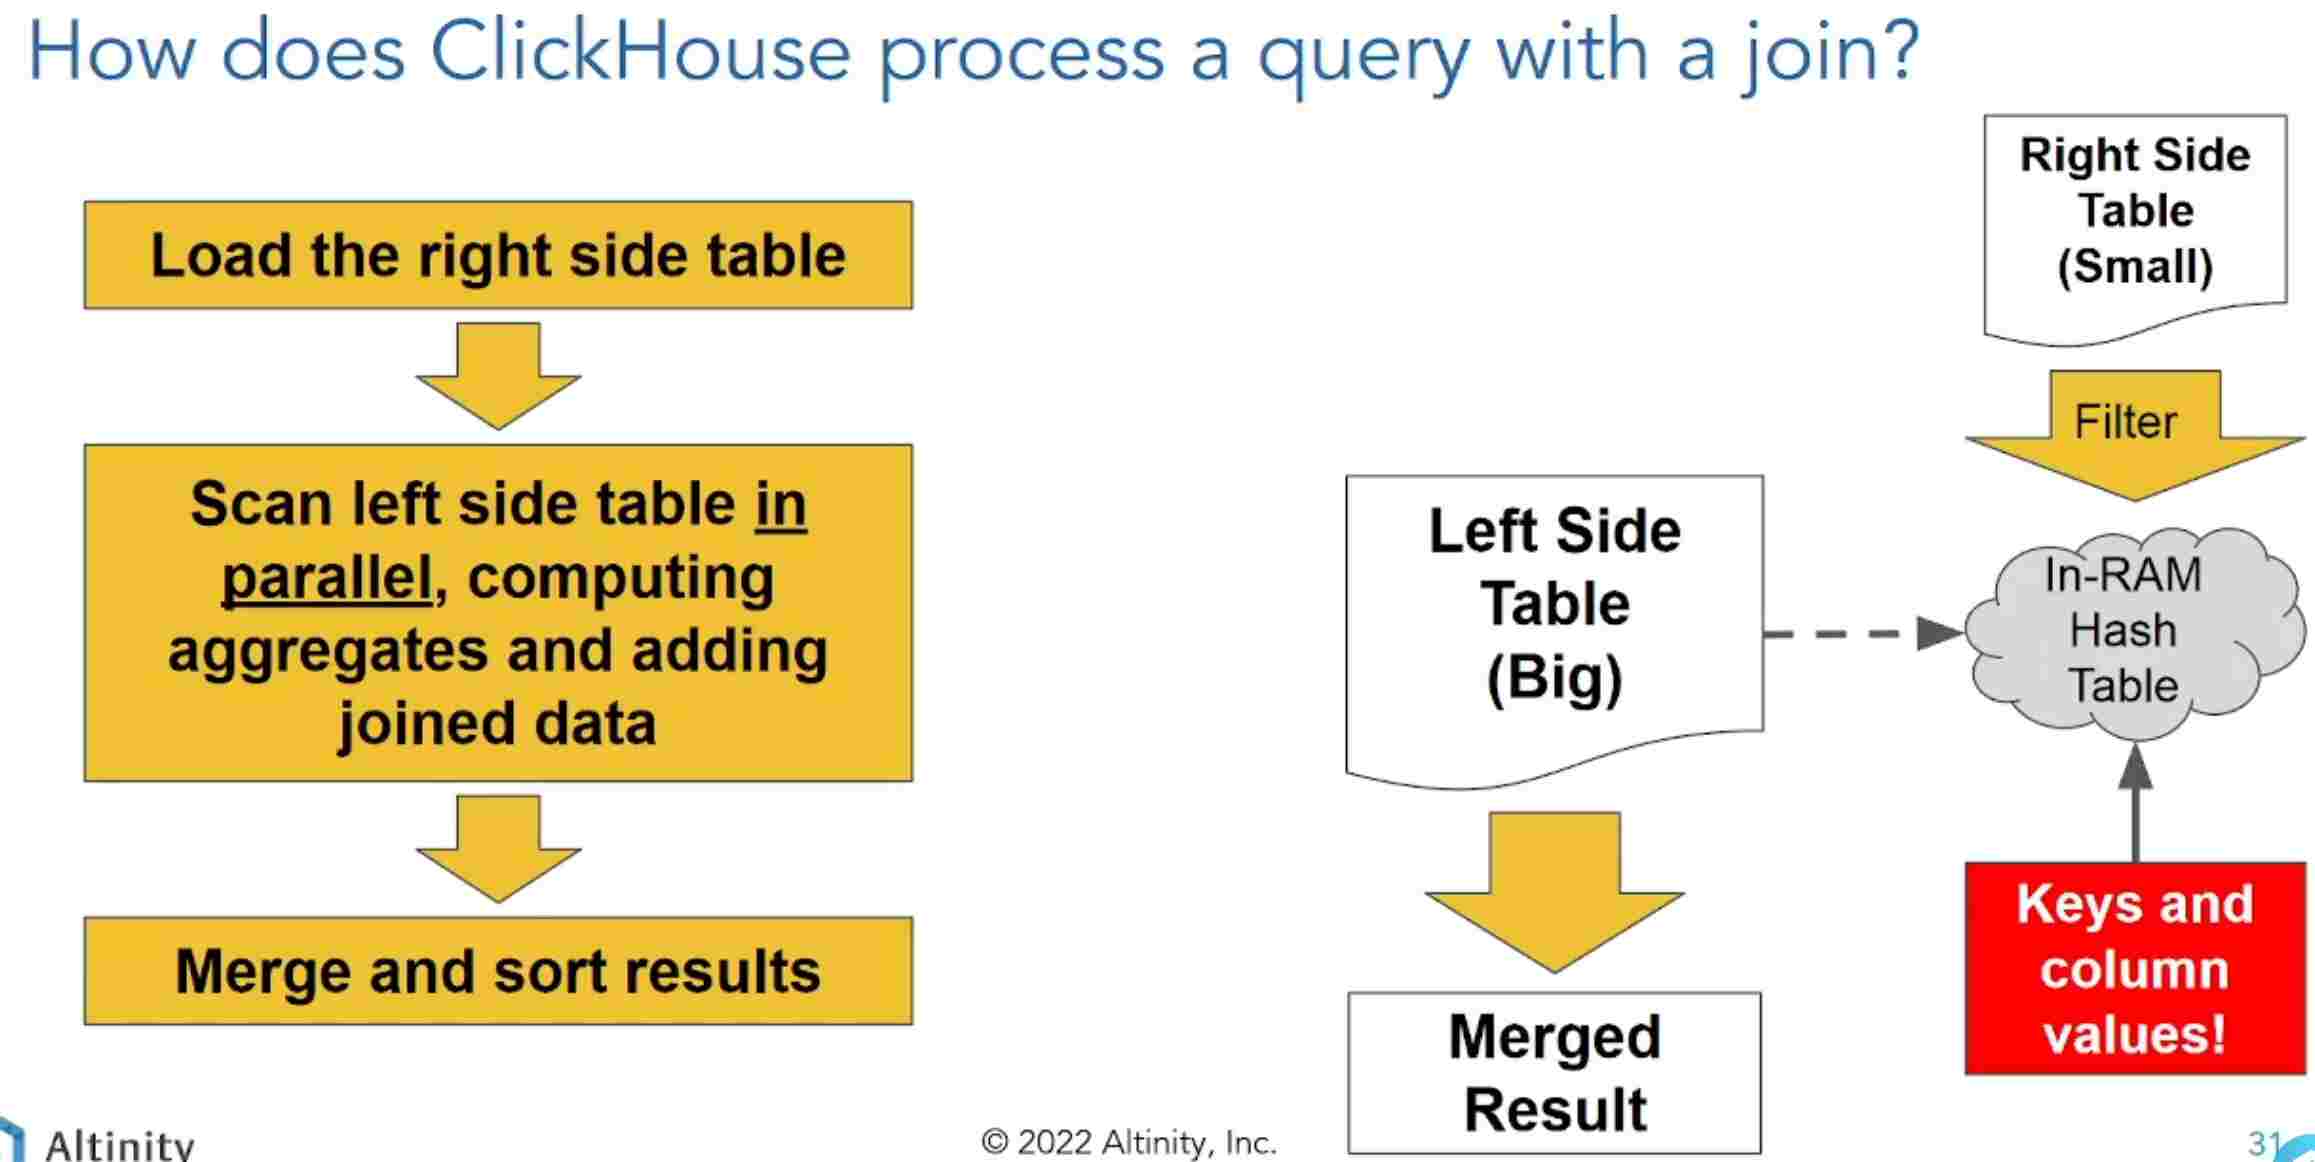 How does ClickHouse process a query with a join?
Load the right side table
Scan left side table in
parallel, computing
aggregates and adding
joined data
Merge and sort results
Right Side
Table
(Small)
Filter
Left Side
Table
(Big)
In-RAM
Hash
Table
Keys and
column
values!
Merged
Result
Altinity
© 2022 Altinity, Inc.
31